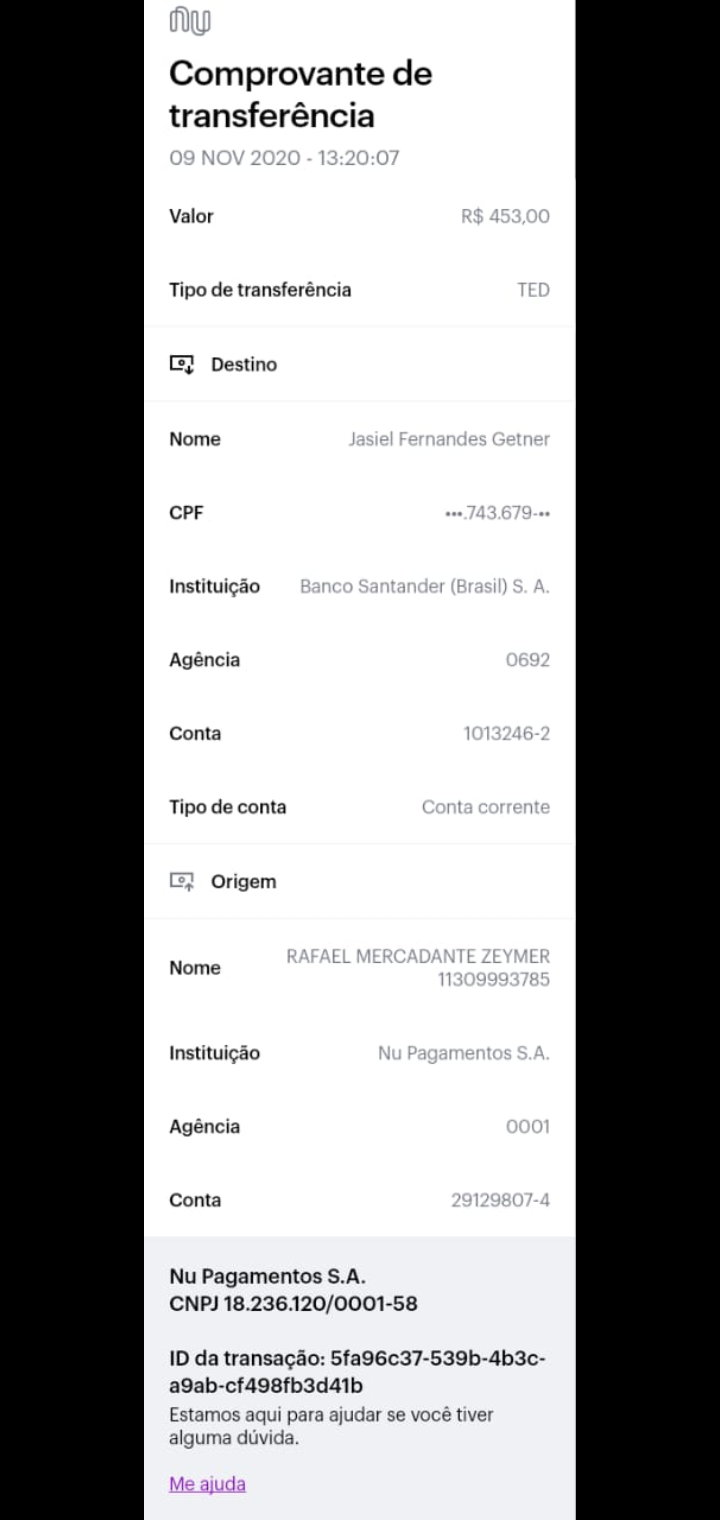 nu
Comprovante de
transferência
09 NOV 2020 - 13:20:07
Valor R$ 453,00
Tipo de transferência TED
Destino
Nome Jasiel Fernandes Getner
CPF •••.743.679-••
Instituição Banco Santander (Brasil) S. A.
Agência 0692
Conta 1013246-2
Tipo de conta Conta corrente
Origem
Nome RAFAEL MERCADANTE ZEYMER
11309993785
Instituição Nu Pagamentos S.A.
Agência 0001
Conta 29129807-4
Nu Pagamentos S.A.
CNPJ 18.236.120/0001-58
ID da transação: 5fa96c37-539b-4b3c-
a9ab-cf498fb3d41b
Estamos aqui para ajudar se você tiver
alguma dúvida.
Me ajuda